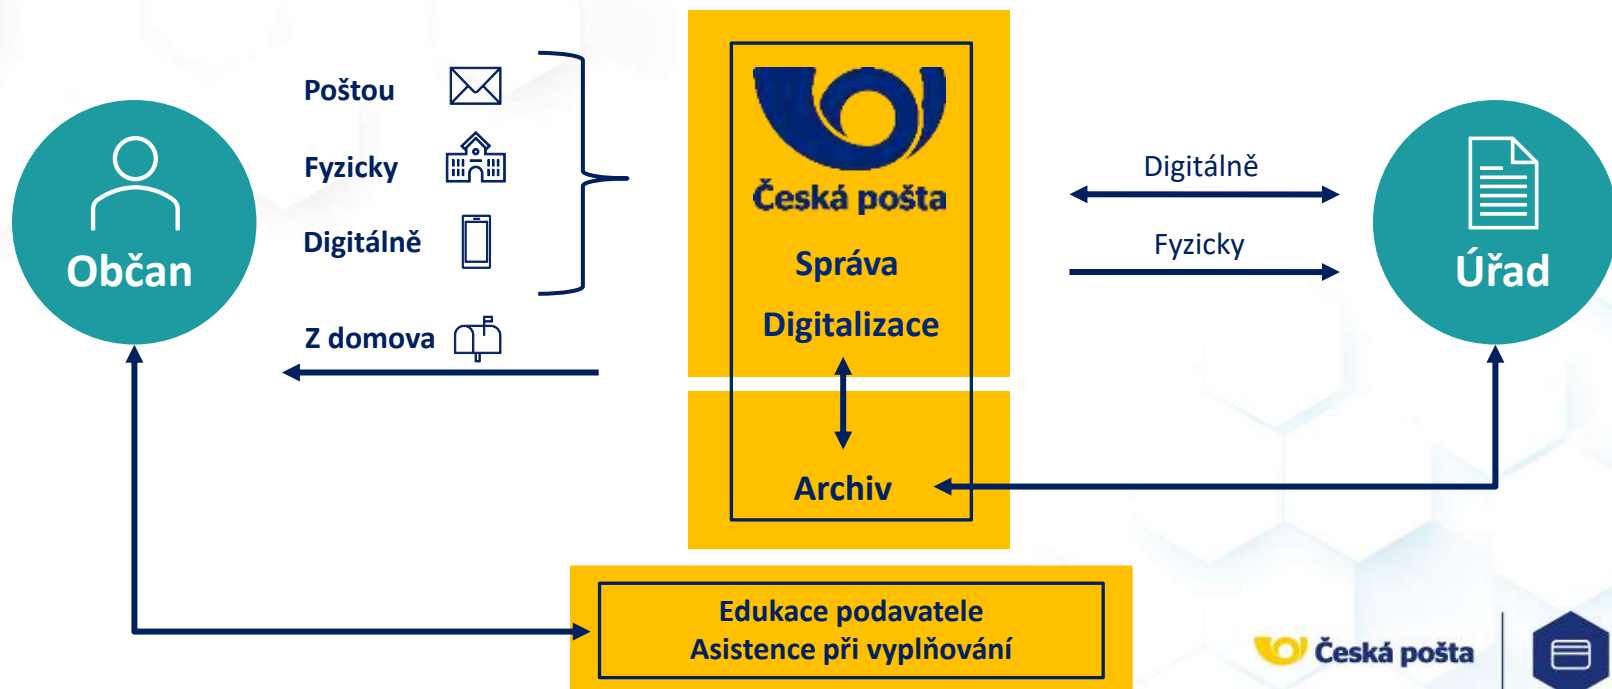 Občan
Poštou
Fyzicky
Digitálně
Z domova
Česká pošta
Správa
Digitalizace
Archiv
Digitálně
Fyzicky
Úřad
Edukace podavatele
Asistence při vyplňování
Česká pošta